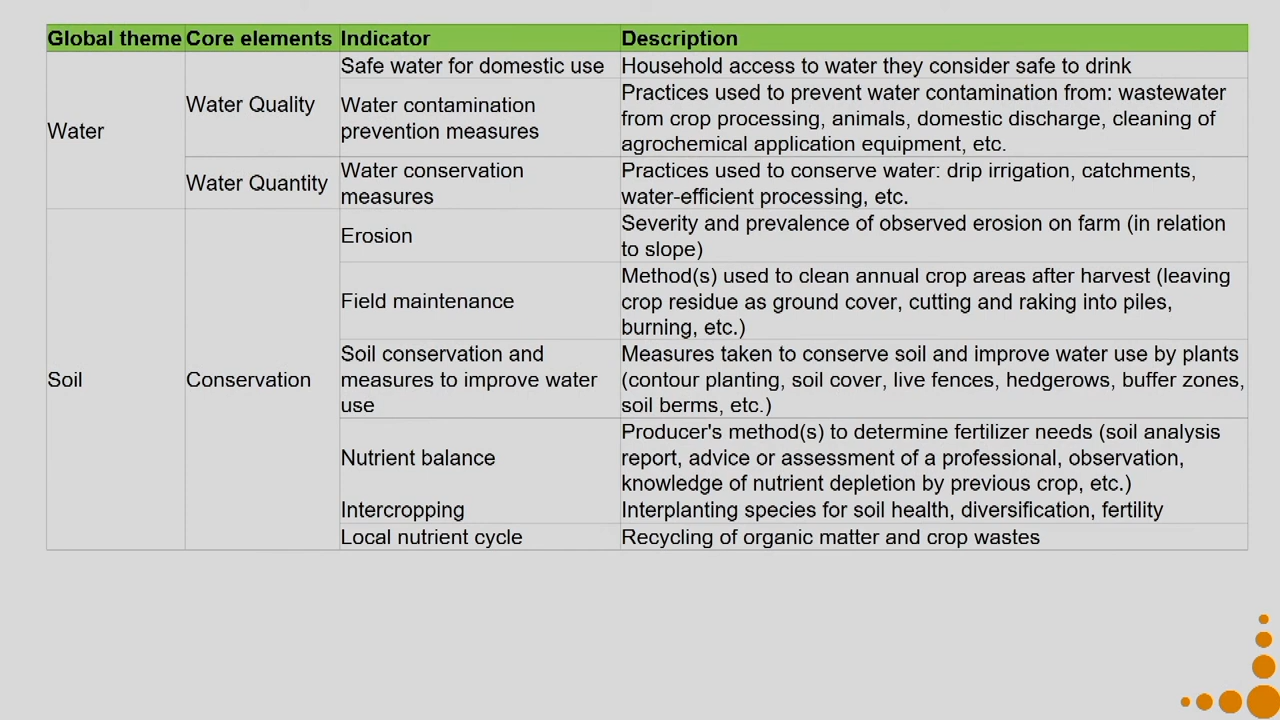 Global theme Core elements Indicator Description
Water
Water Quality
Safe water for domestic use
Household access to water they consider safe to drink
Water contamination
prevention measures
Practices used to prevent water contamination from: wastewater
from crop processing, animals, domestic discharge, cleaning of
agrochemical application equipment, etc.
Water Quantity
Water conservation
measures
Practices used to conserve water: drip irrigation, catchments,
water-efficient processing, etc.
Soil
Conservation
Erosion
Severity and prevalence of observed erosion on farm (in relation
to slope)
Field maintenance
Method(s) used to clean annual crop areas after harvest (leaving
crop residue as ground cover, cutting and raking into piles,
burning, etc.)
Soil conservation and
measures to improve water
use
Measures taken to conserve soil and improve water use by plants
(contour planting, soil cover, live fences, hedgerows, buffer zones,
soil berms, etc.)
Nutrient balance
Producer's method(s) to determine fertilizer needs (soil analysis
report, advice or assessment of a professional, observation,
knowledge of nutrient depletion by previous crop, etc.)
Intercropping
Interplanting species for soil health, diversification, fertility
Local nutrient cycle
Recycling of organic matter and crop wastes